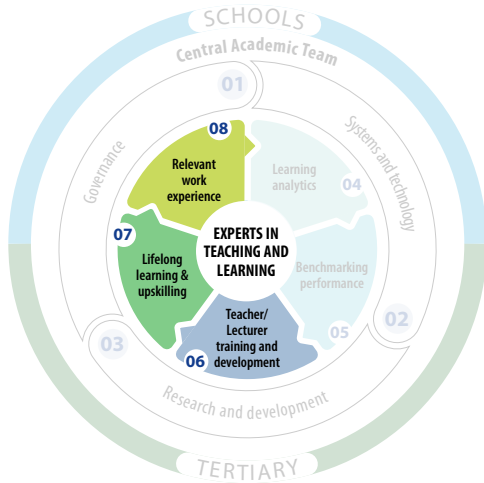 SCHOOLS
Central Academic Team
01
Governance
Systems and technology
08
Relevant
work
experience
Learning
analytics
04
07
Lifelong
learning &
upskilling
EXPERTS IN
TEACHING AND
LEARNING
Benchmarking
performance
05
02
03
Teacher/
Lecturer
training and
development
06
Research and development
TERTIARY